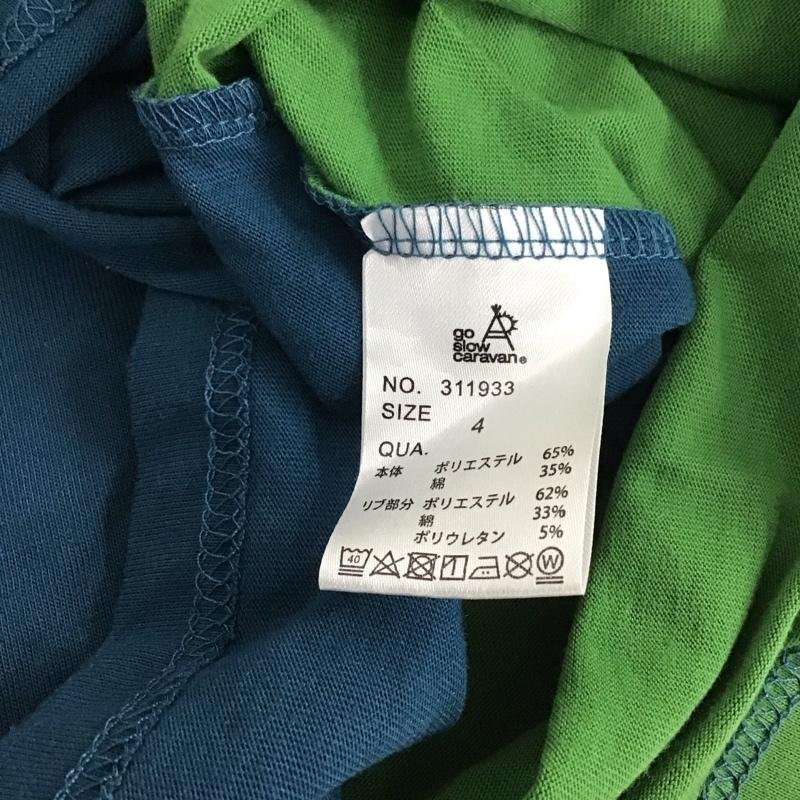 go
slow
caravan®
NO. 311933
SIZE 4
QUA.
本体 ポリエステル 65%
綿 35%
リブ部分 ポリエステル 62%
綿 33%
ポリウレタン 5%
40 W